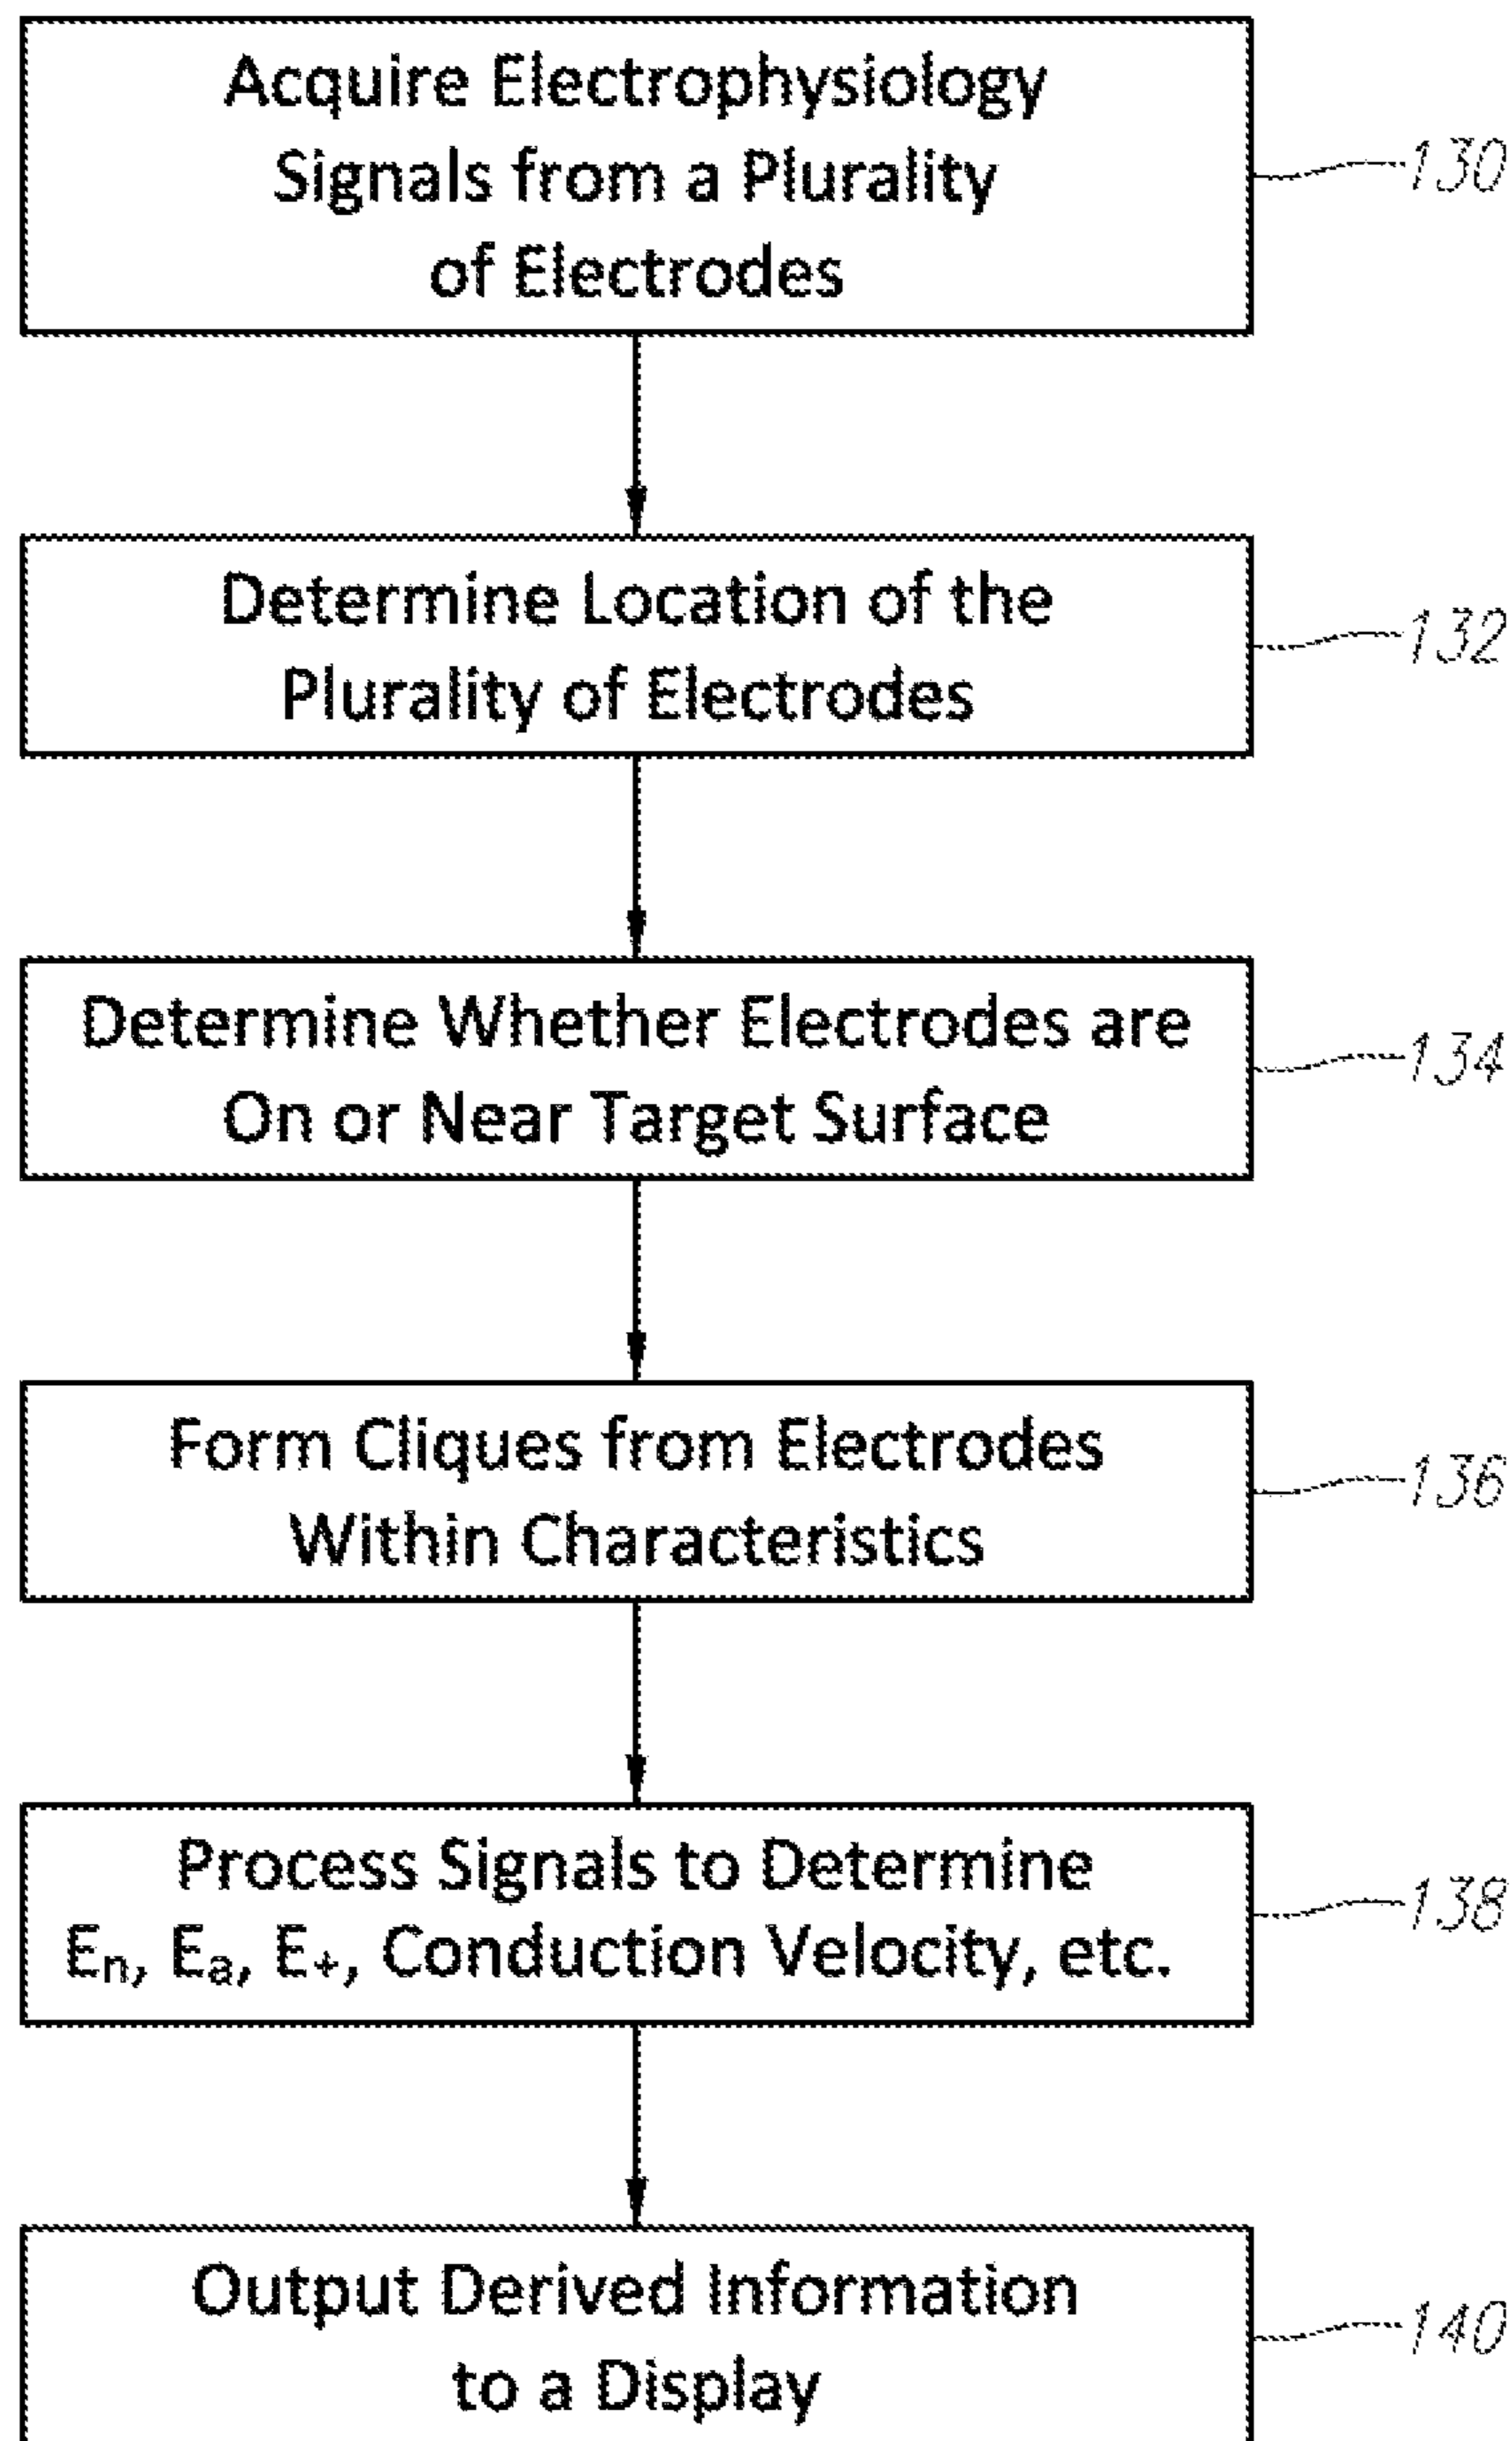 Acquire Electrophysiology
Signals from a Plurality
of Electrodes
130
Determine Location of the
Plurality of Electrodes
132
Determine Whether Electrodes are
On or Near Target Surface
134
Form Cliques from Electrodes
Within Characteristics
136
Process Signals to Determine
Eₙ, Eₐ, E₊, Conduction Velocity, etc.
138
Output Derived Information
to a Display
140